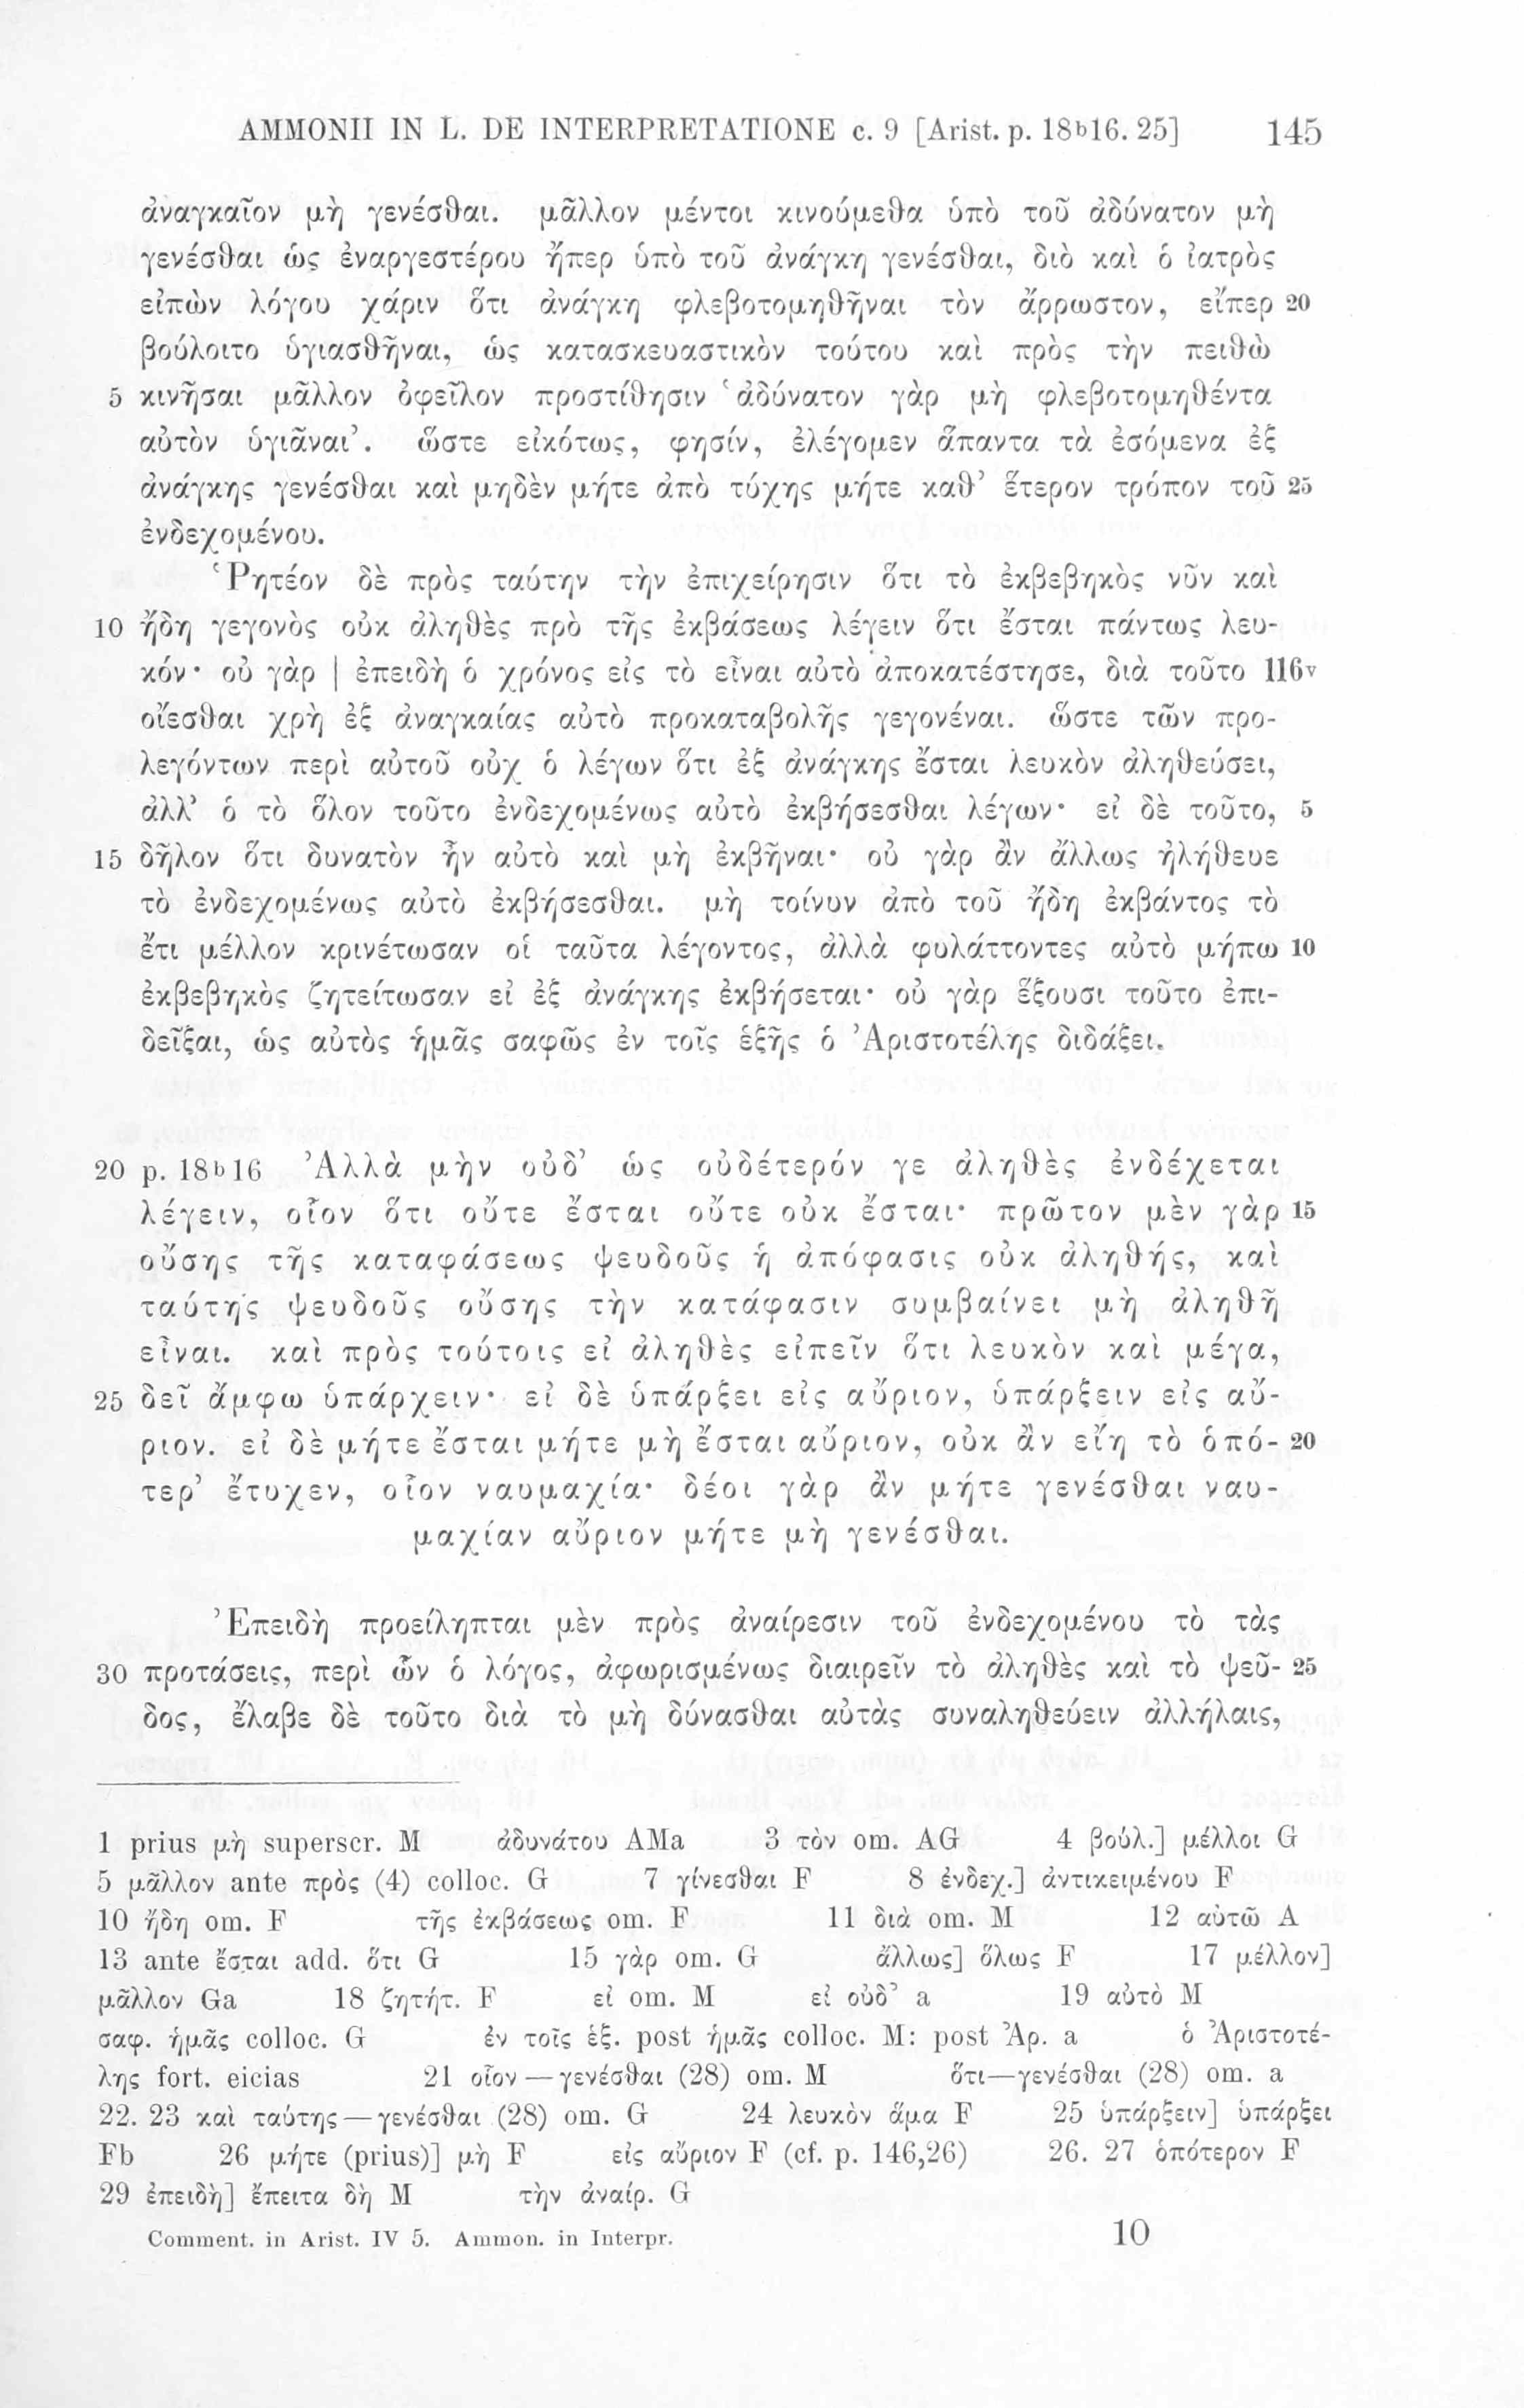 AMMONII IN L. DE INTERPRETATIONE c. 9 [Arist. p. 18b16. 25] 145
ἀναγκαῖον μὴ γενέσθαι. μᾶλλον μέντοι κινούμεθα ὑπὸ τοῦ ἀδύνατον μὴ
γενέσθαι ὡς ἐναργεστέρου ἤπερ ὑπὸ τοῦ ἀνάγκη γενέσθαι, διὸ καὶ ὁ ἰατρὸς
εἰπὼν λόγου χάριν ὅτι ἀνάγκη φλεβοτομηθῆναι τὸν ἄρρωστον, εἴπερ 20
βούλοιτο ὑγιασθῆναι, ὡς κατασκευαστικὸν τούτου καὶ πρὸς τὴν πειθὼ
5 κινῆσαι μᾶλλον ὀφεῖλον προστίθησιν ‘ἀδύνατον γὰρ μὴ φλεβοτομηθέντα
αὐτὸν ὑγιᾶναι’. ὥστε εἰκότως, φησίν, ἐλέγομεν ἅπαντα τὰ ἐσόμενα ἐξ
ἀνάγκης γενέσθαι καὶ μηδὲν μήτε ἀπὸ τύχης μήτε καθ’ ἕτερον τρόπον τοῦ 25
ἐνδεχομένου.
Ῥητέον δὲ πρὸς ταύτην τὴν ἐπιχείρησιν ὅτι τὸ ἐκβεβηκὸς νῦν καὶ
10 ἤδη γεγονὸς οὐκ ἀληθὲς πρὸ τῆς ἐκβάσεως λέγειν ὅτι ἔσται πάντως λευ-
κόν· οὐ γὰρ | ἐπειδὴ ὁ χρόνος εἰς τὸ εἶναι αὐτὸ ἀποκατέστησε, διὰ τοῦτο 116v
οἴεσθαι χρὴ ἐξ ἀναγκαίας αὐτὸ προκαταβολῆς γεγονέναι. ὥστε τῶν προ-
λεγόντων περὶ αὐτοῦ οὐχ ὁ λέγων ὅτι ἐξ ἀνάγκης ἔσται λευκὸν ἀληθεύσει,
ἀλλ’ ὁ τὸ ὅλον τοῦτο ἐνδεχομένως αὐτὸ ἐκβήσεσθαι λέγων· εἰ δὲ τοῦτο, 5
15 δῆλον ὅτι δυνατὸν ἦν αὐτὸ καὶ μὴ ἐκβῆναι· οὐ γὰρ ἂν ἄλλως ἠλήθευε
τὸ ἐνδεχομένως αὐτὸ ἐκβήσεσθαι. μὴ τοίνυν ἀπὸ τοῦ ἤδη ἐκβάντος τὸ
ἔτι μέλλον κρινέτωσαν οἱ ταῦτα λέγοντος, ἀλλὰ φυλάττοντες αὐτὸ μήπω 10
ἐκβεβηκὸς ζητείτωσαν εἰ ἐξ ἀνάγκης ἐκβήσεται· οὐ γὰρ ἕξουσι τοῦτο ἐπι-
δεῖξαι, ὡς αὐτὸς ἡμᾶς σαφῶς ἐν τοῖς ἑξῆς ὁ Ἀριστοτέλης διδάξει.
20 p. 18b16 Ἀλλὰ μὴν οὐδ’ ὡς οὐδέτερόν γε ἀληθὲς ἐνδέχεται
λέγειν, οἷον ὅτι οὔτε ἔσται οὔτε οὐκ ἔσται· πρῶτον μὲν γὰρ 15
οὔσης τῆς καταφάσεως ψευδοῦς ἡ ἀπόφασις οὐκ ἀληθής, καὶ
ταύτης ψευδοῦς οὔσης τὴν κατάφασιν συμβαίνει μὴ ἀληθῆ
εἶναι. καὶ πρὸς τούτοις εἰ ἀληθὲς εἰπεῖν ὅτι λευκὸν καὶ μέγα,
25 δεῖ ἄμφω ὑπάρχειν· εἰ δὲ ὑπάρξει εἰς αὔριον, ὑπάρξειν εἰς αὔ-
ριον. εἰ δὲ μήτε ἔσται μήτε μὴ ἔσται αὔριον, οὐκ ἂν εἴη τὸ ὁπό- 20
τερ’ ἔτυχεν, οἷον ναυμαχία· δέοι γὰρ ἂν μήτε γενέσθαι ναυ-
μαχίαν αὔριον μήτε μὴ γενέσθαι.
Ἐπειδὴ προείληπται μὲν πρὸς ἀναίρεσιν τοῦ ἐνδεχομένου τὸ τὰς
30 προτάσεις, περὶ ὧν ὁ λόγος, ἀφωρισμένως διαιρεῖν τὸ ἀληθὲς καὶ τὸ ψεῦ- 25
δος, ἔλαβε δὲ τοῦτο διὰ τὸ μὴ δύνασθαι αὐτὰς συναληθεύειν ἀλλήλαις,
1 prius μὴ superscr. M ἀδυνάτου AMa 3 τὸν om. AG 4 βούλ.] μέλλοι G
5 μᾶλλον ante πρὸς (4) colloc. G 7 γίνεσθαι F 8 ἐνδεχ.] ἀντικειμένου F
10 ἤδη om. F τῆς ἐκβάσεως om. F 11 διὰ om. M 12 αὐτῶ A
13 ante ἔσται add. ὅτι G 15 γὰρ om. G ἄλλως] ὅλως F 17 μέλλον]
μᾶλλον Ga 18 ζητήτ. F εἰ om. M εἰ οὐδ’ a 19 αὐτὸ M
σαφ. ἡμᾶς colloc. G ἐν τοῖς ἑξ. post ἡμᾶς colloc. M: post Ἀρ. a ὁ Ἀριστοτέ-
λης fort. eicias 21 οἷον — γενέσθαι (28) om. M ὅτι—γενέσθαι (28) om. a
22. 23 καὶ ταύτης — γενέσθαι (28) om. G 24 λευκὸν ἅμα F 25 ὑπάρξειν] ὑπάρξει
Fb 26 μήτε (prius)] μὴ F εἰς αὔριον F (cf. p. 146,26) 26. 27 ὁπότερον F
29 ἐπειδὴ] ἔπειτα δὴ M τὴν ἀναίρ. G
Comment. in Arist. IV 5. Ammon. in Interpr. 10